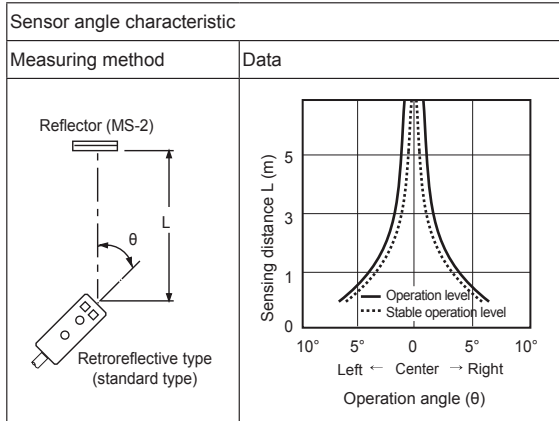 Sensor angle characteristic
Measuring method
Data
Reflector (MS-2)
L
θ
Retroreflective type
(standard type)
Sensing distance L (m)
5
3
1
0
Operation level
Stable operation level
10° 5° 0 5° 10°
Left ← Center → Right
Operation angle (θ)